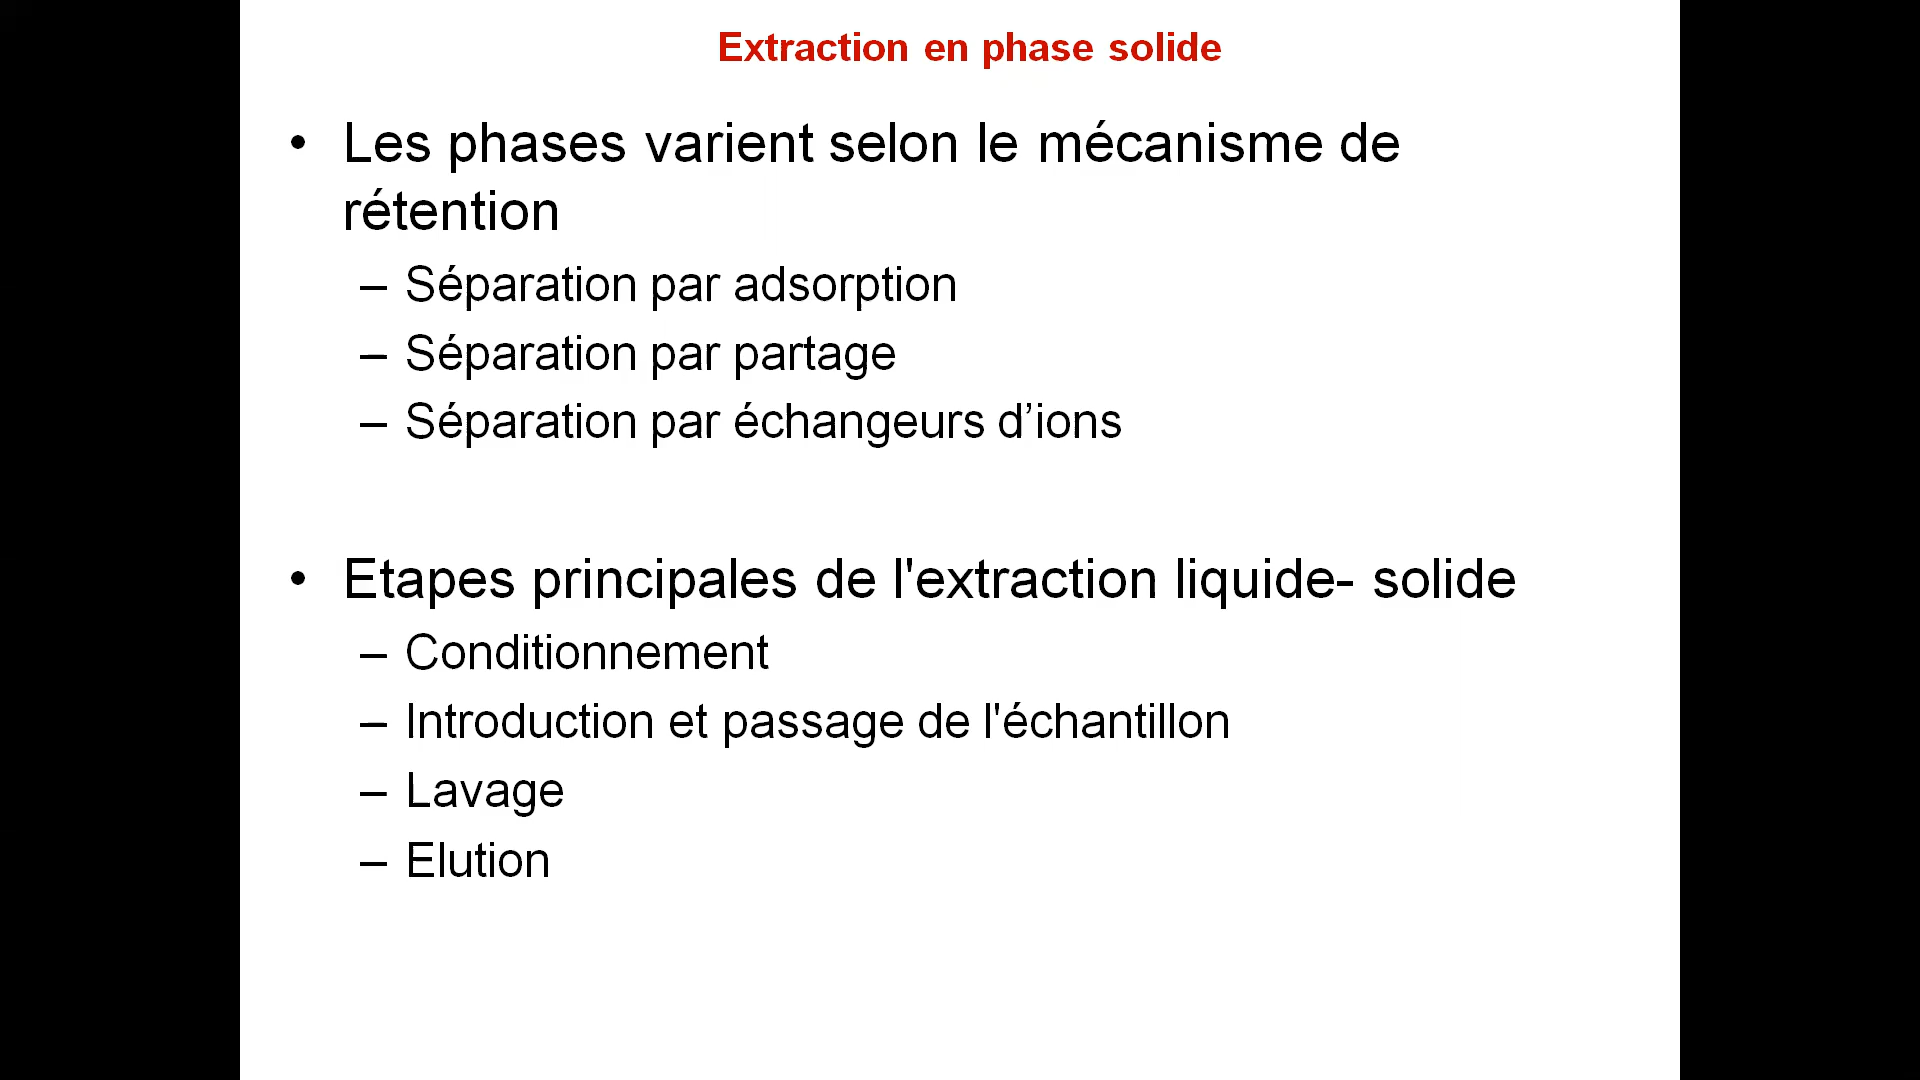 Extraction en phase solide
• Les phases varient selon le mécanisme de
rétention
– Séparation par adsorption
– Séparation par partage
– Séparation par échangeurs d’ions
• Etapes principales de l'extraction liquide- solide
– Conditionnement
– Introduction et passage de l'échantillon
– Lavage
– Elution